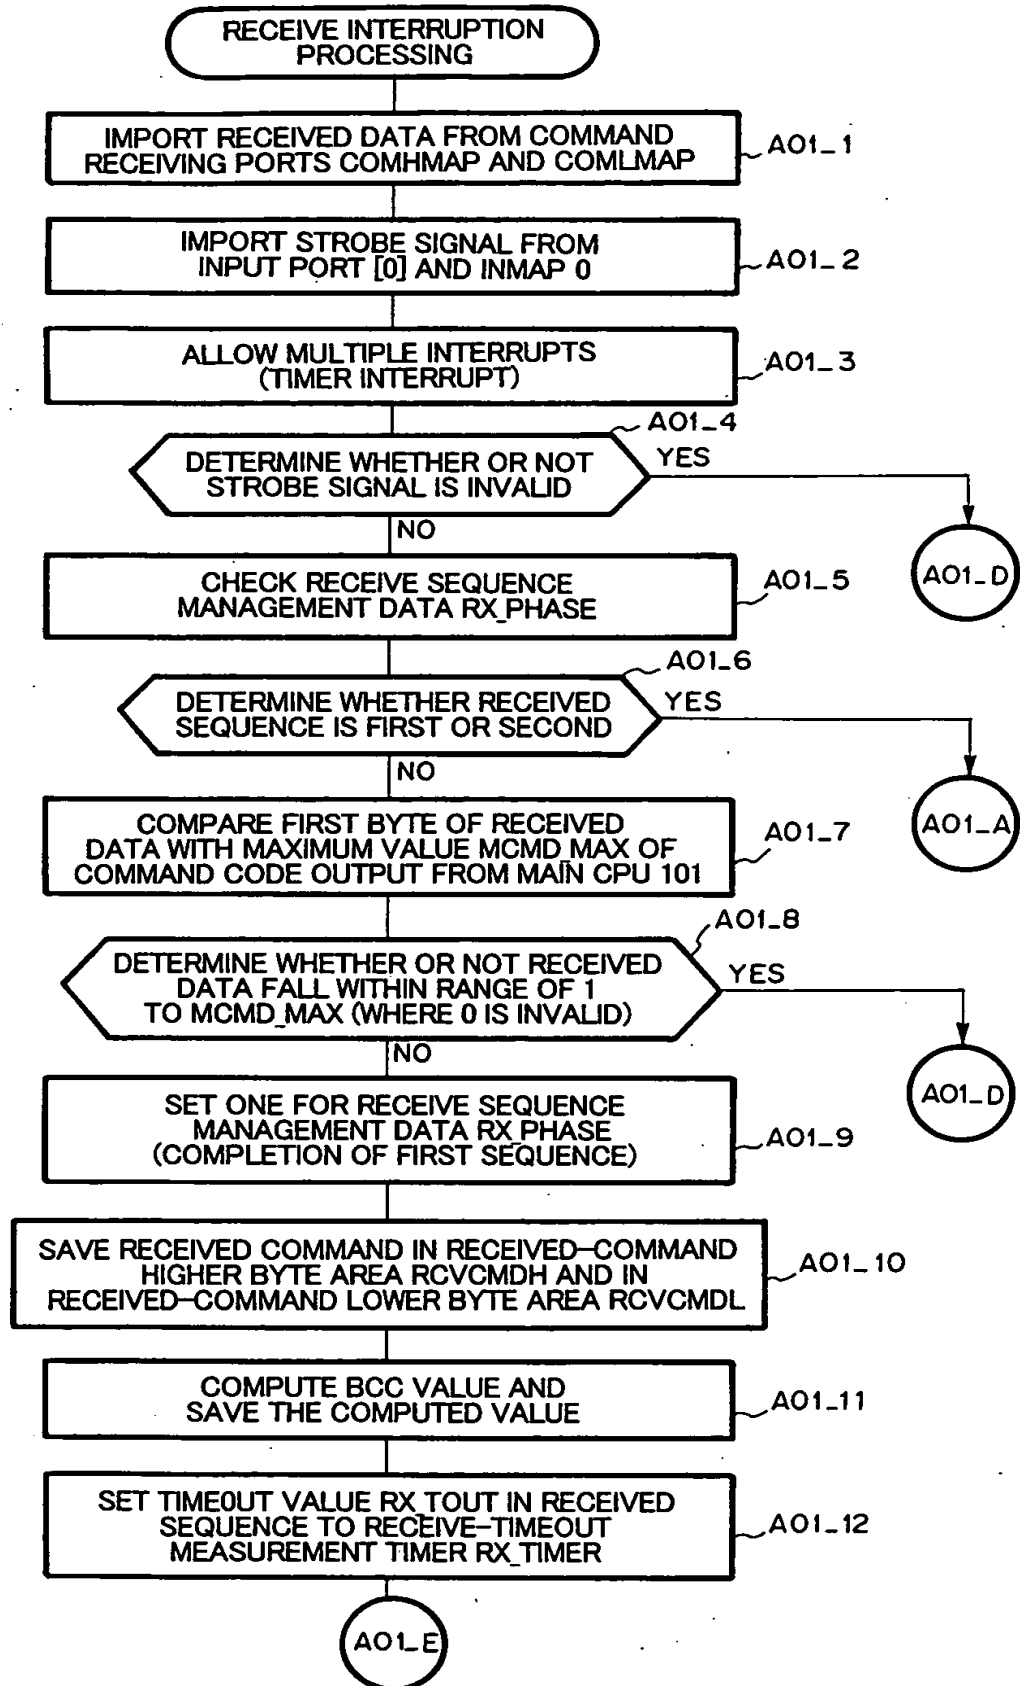 RECEIVE INTERRUPTION
PROCESSING
IMPORT RECEIVED DATA FROM COMMAND
RECEIVING PORTS COMHMAP AND COMLMAP
A01_1
IMPORT STROBE SIGNAL FROM
INPUT PORT [0] AND INMAP 0
A01_2
ALLOW MULTIPLE INTERRUPTS
(TIMER INTERRUPT)
A01_3
A01_4
DETERMINE WHETHER OR NOT
STROBE SIGNAL IS INVALID
YES
NO
A01_D
CHECK RECEIVE SEQUENCE
MANAGEMENT DATA RX_PHASE
A01_5
A01_6
DETERMINE WHETHER RECEIVED
SEQUENCE IS FIRST OR SECOND
YES
NO
A01_A
COMPARE FIRST BYTE OF RECEIVED
DATA WITH MAXIMUM VALUE MCMD_MAX OF
COMMAND CODE OUTPUT FROM MAIN CPU 101
A01_7
A01_8
DETERMINE WHETHER OR NOT RECEIVED
DATA FALL WITHIN RANGE OF 1
TO MCMD_MAX (WHERE 0 IS INVALID)
YES
NO
A01_D
SET ONE FOR RECEIVE SEQUENCE
MANAGEMENT DATA RX_PHASE
(COMPLETION OF FIRST SEQUENCE)
A01_9
SAVE RECEIVED COMMAND IN RECEIVED-COMMAND
HIGHER BYTE AREA RCVCMDH AND IN
RECEIVED-COMMAND LOWER BYTE AREA RCVCMDL
A01_10
COMPUTE BCC VALUE AND
SAVE THE COMPUTED VALUE
A01_11
SET TIMEOUT VALUE RX_TOUT IN RECEIVED
SEQUENCE TO RECEIVE-TIMEOUT
MEASUREMENT TIMER RX_TIMER
A01_12
A01_E